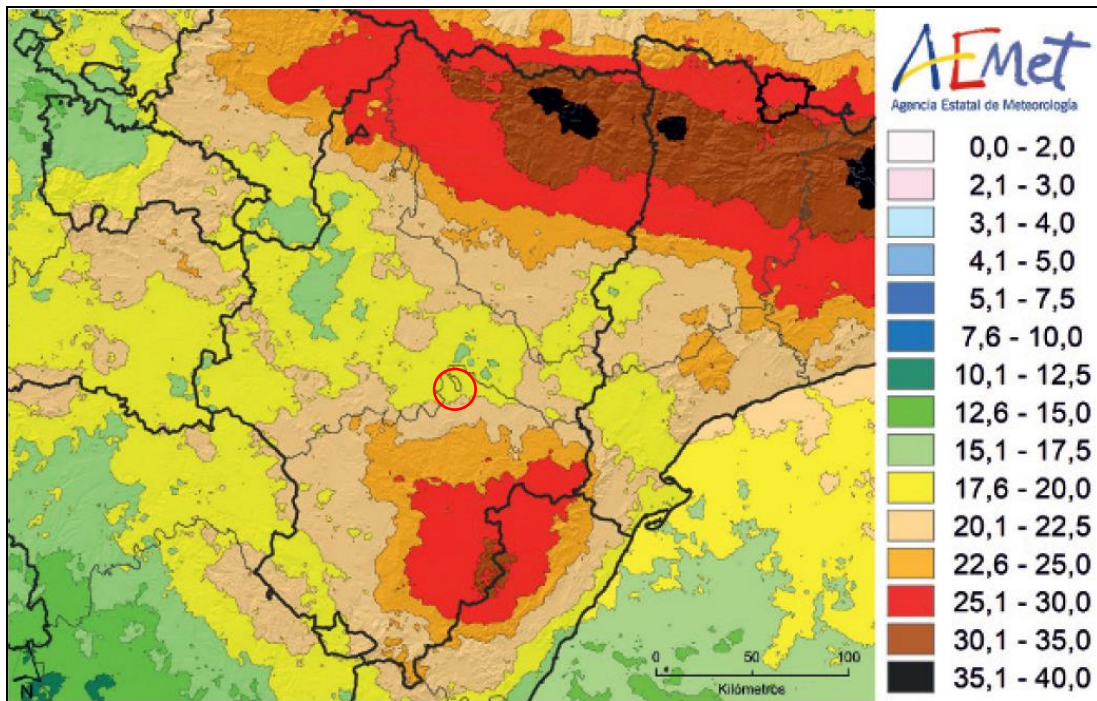 AEMet
Agencia Estatal de Meteorología
0,0 - 2,0
2,1 - 3,0
3,1 - 4,0
4,1 - 5,0
5,1 - 7,5
7,6 - 10,0
10,1 - 12,5
12,6 - 15,0
15,1 - 17,5
17,6 - 20,0
20,1 - 22,5
22,6 - 25,0
25,1 - 30,0
30,1 - 35,0
35,1 - 40,0
0 50 100
Kilómetros
N